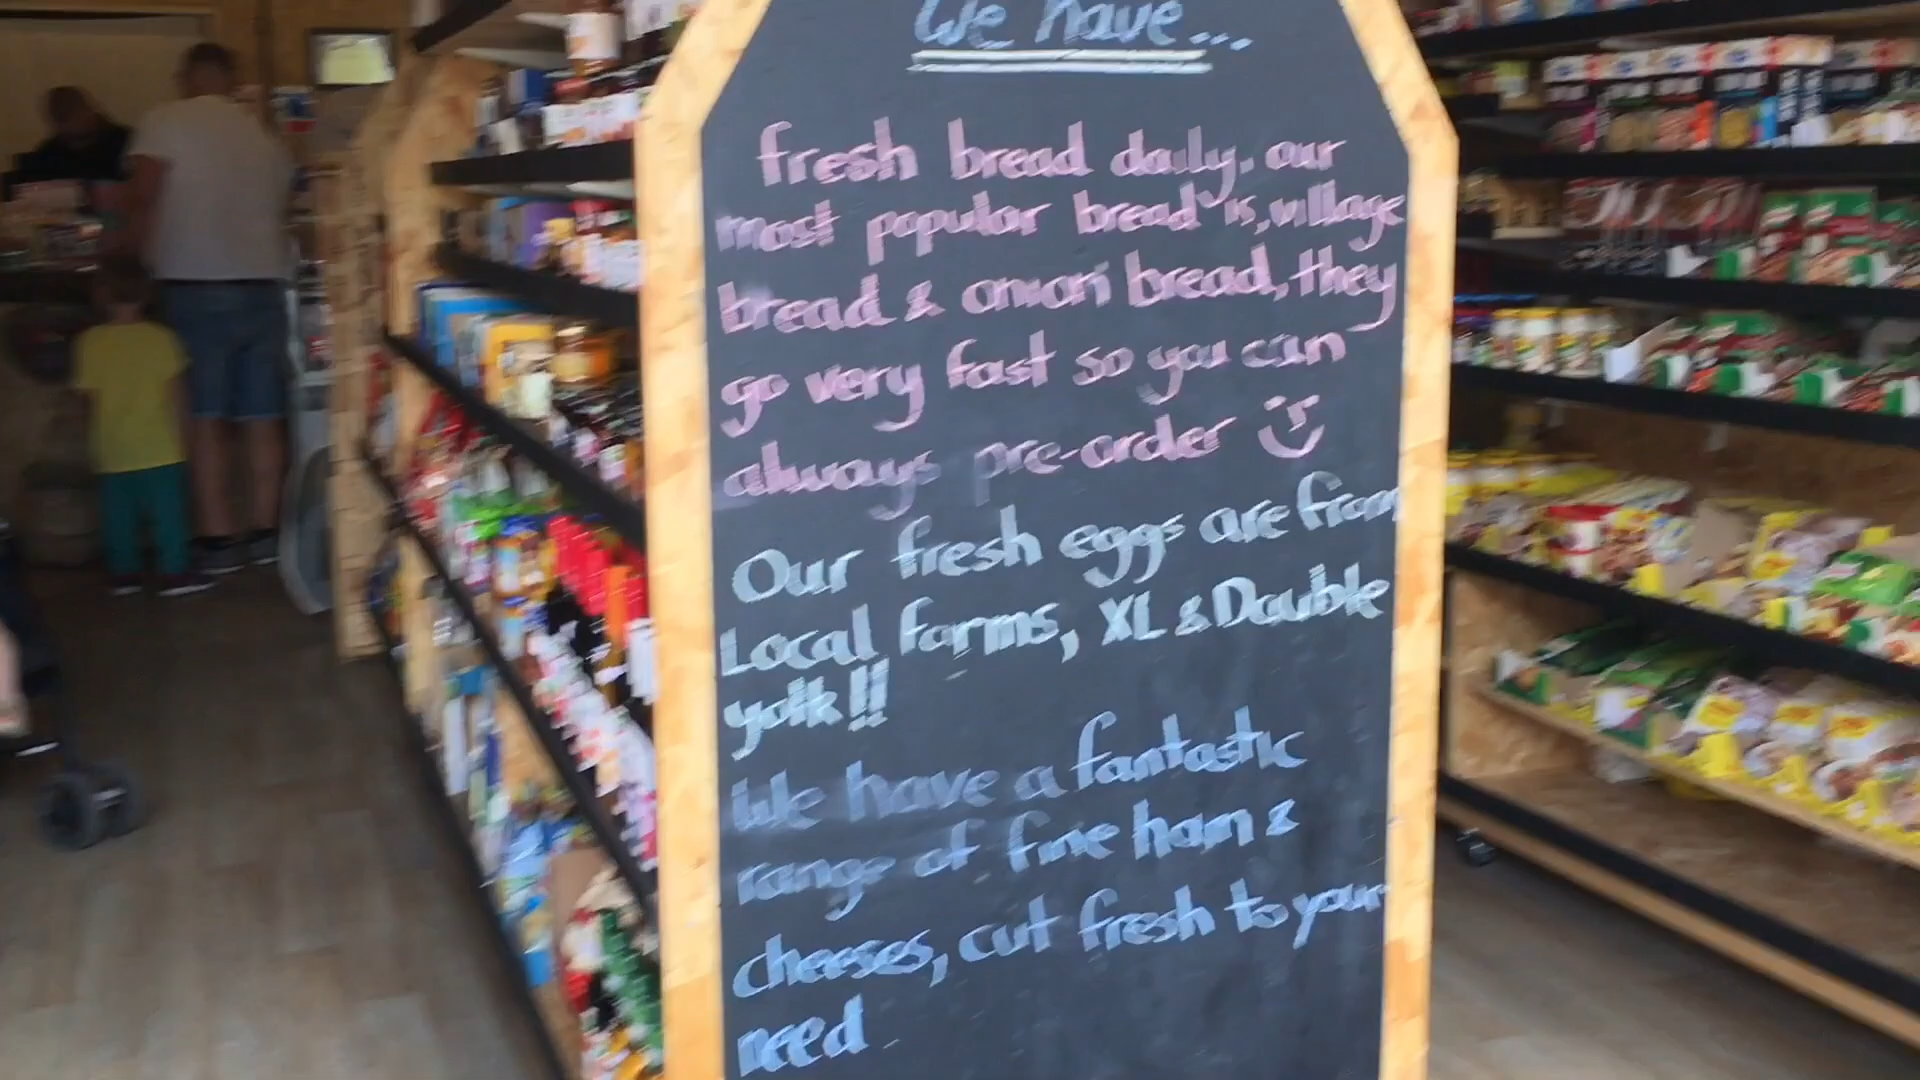 We have...
fresh bread daily. our
most popular bread is, village
bread & onion bread, they
go very fast so you can
always pre-order
Our fresh eggs are from
Local farms, XL & Double
yolk!!
We have a fantastic
range of fine ham &
cheeses, cut fresh to your
need